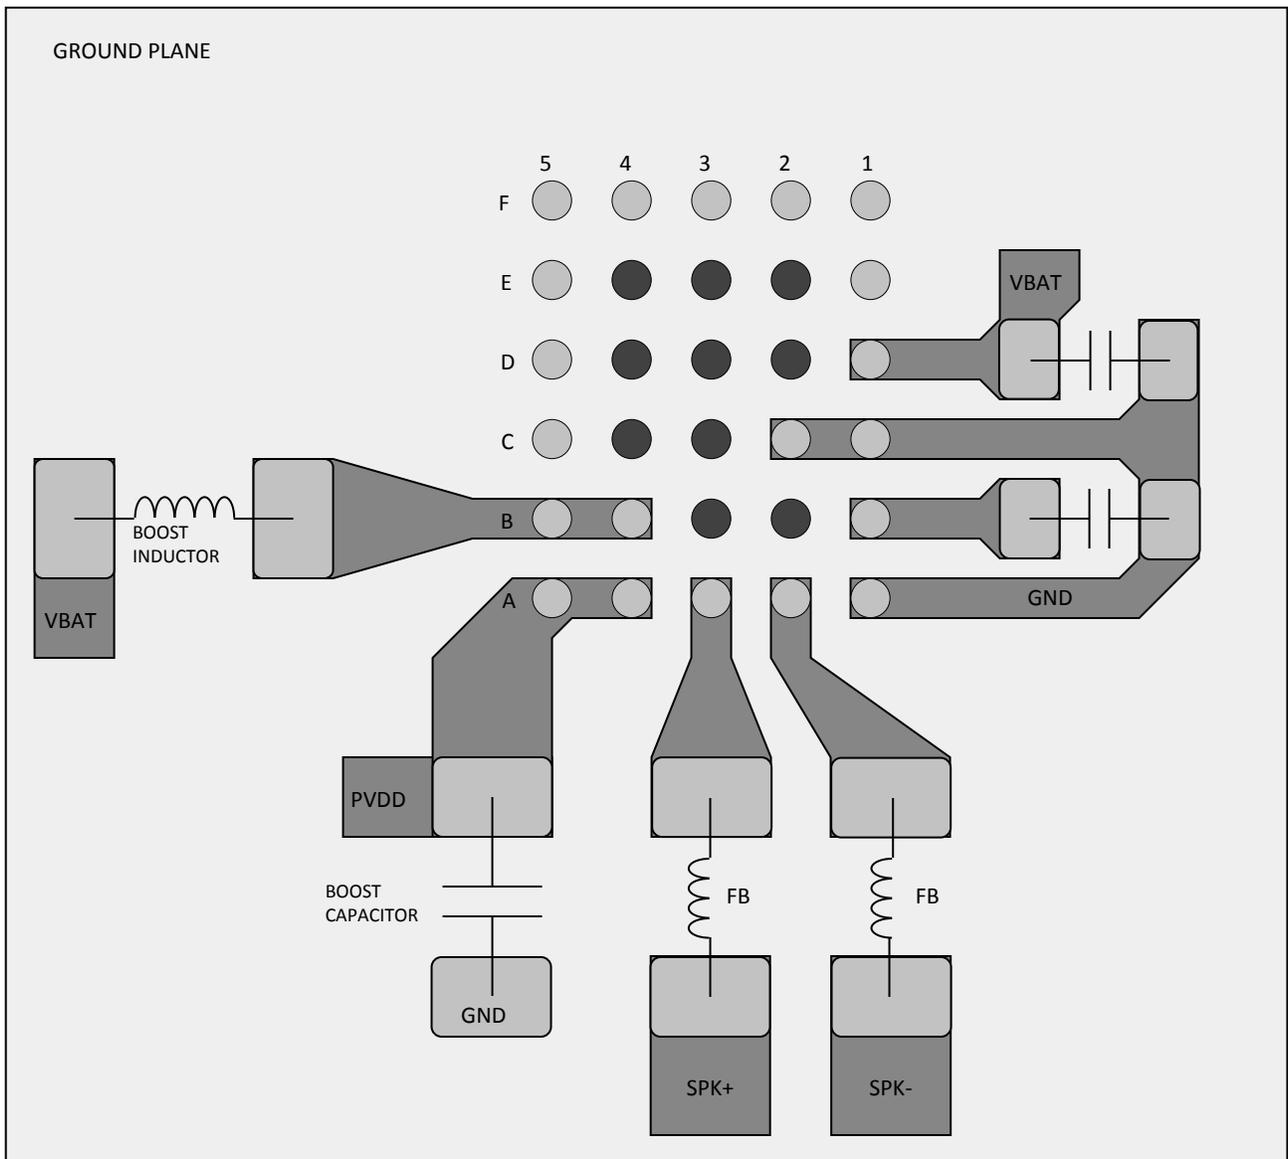 GROUND PLANE
5 4 3 2 1
F
E
VBAT
D
C
B
BOOST
INDUCTOR
A
GND
VBAT
PVDD
BOOST
CAPACITOR
FB
FB
GND
SPK+
SPK-